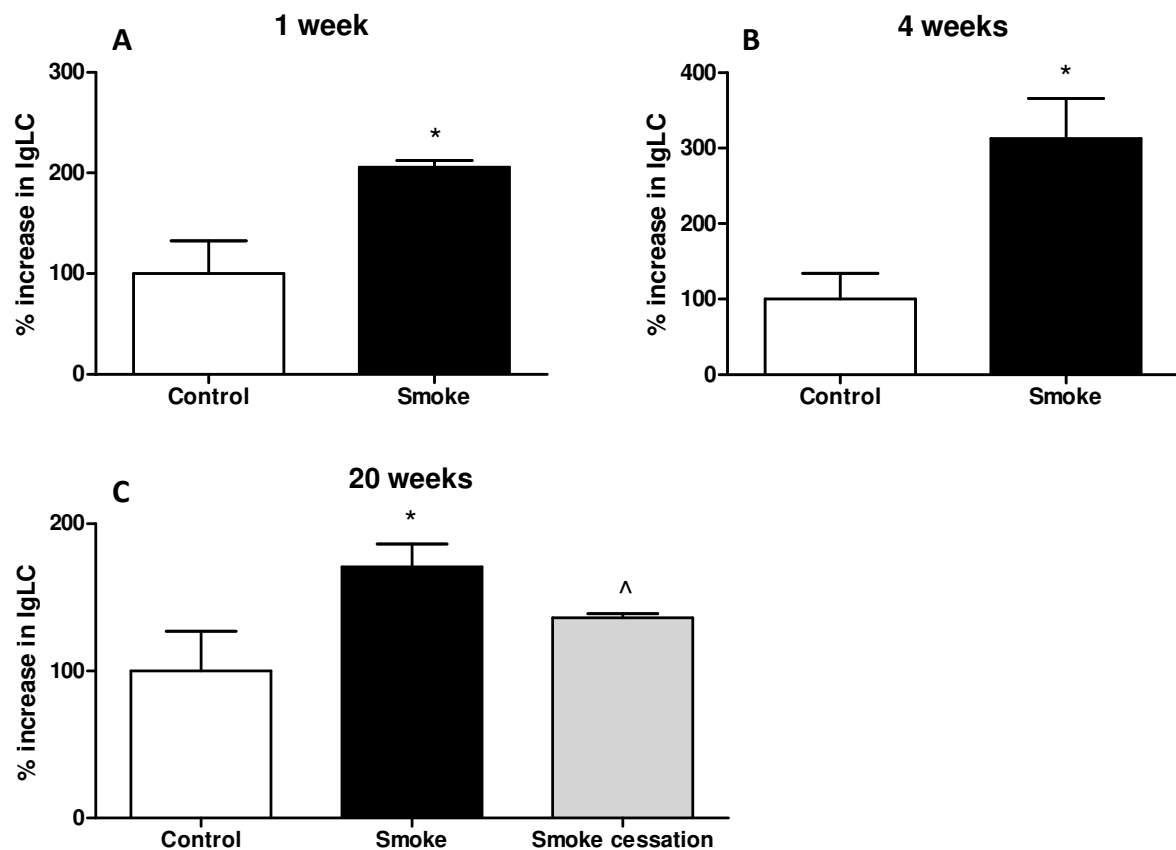 A
1 week
% increase in IgLC
300
200
100
0
*
Control
Smoke
B
4 weeks
% increase in IgLC
400
300
200
100
0
*
Control
Smoke
C
20 weeks
% increase in IgLC
200
100
0
*
^
Control
Smoke
Smoke cessation